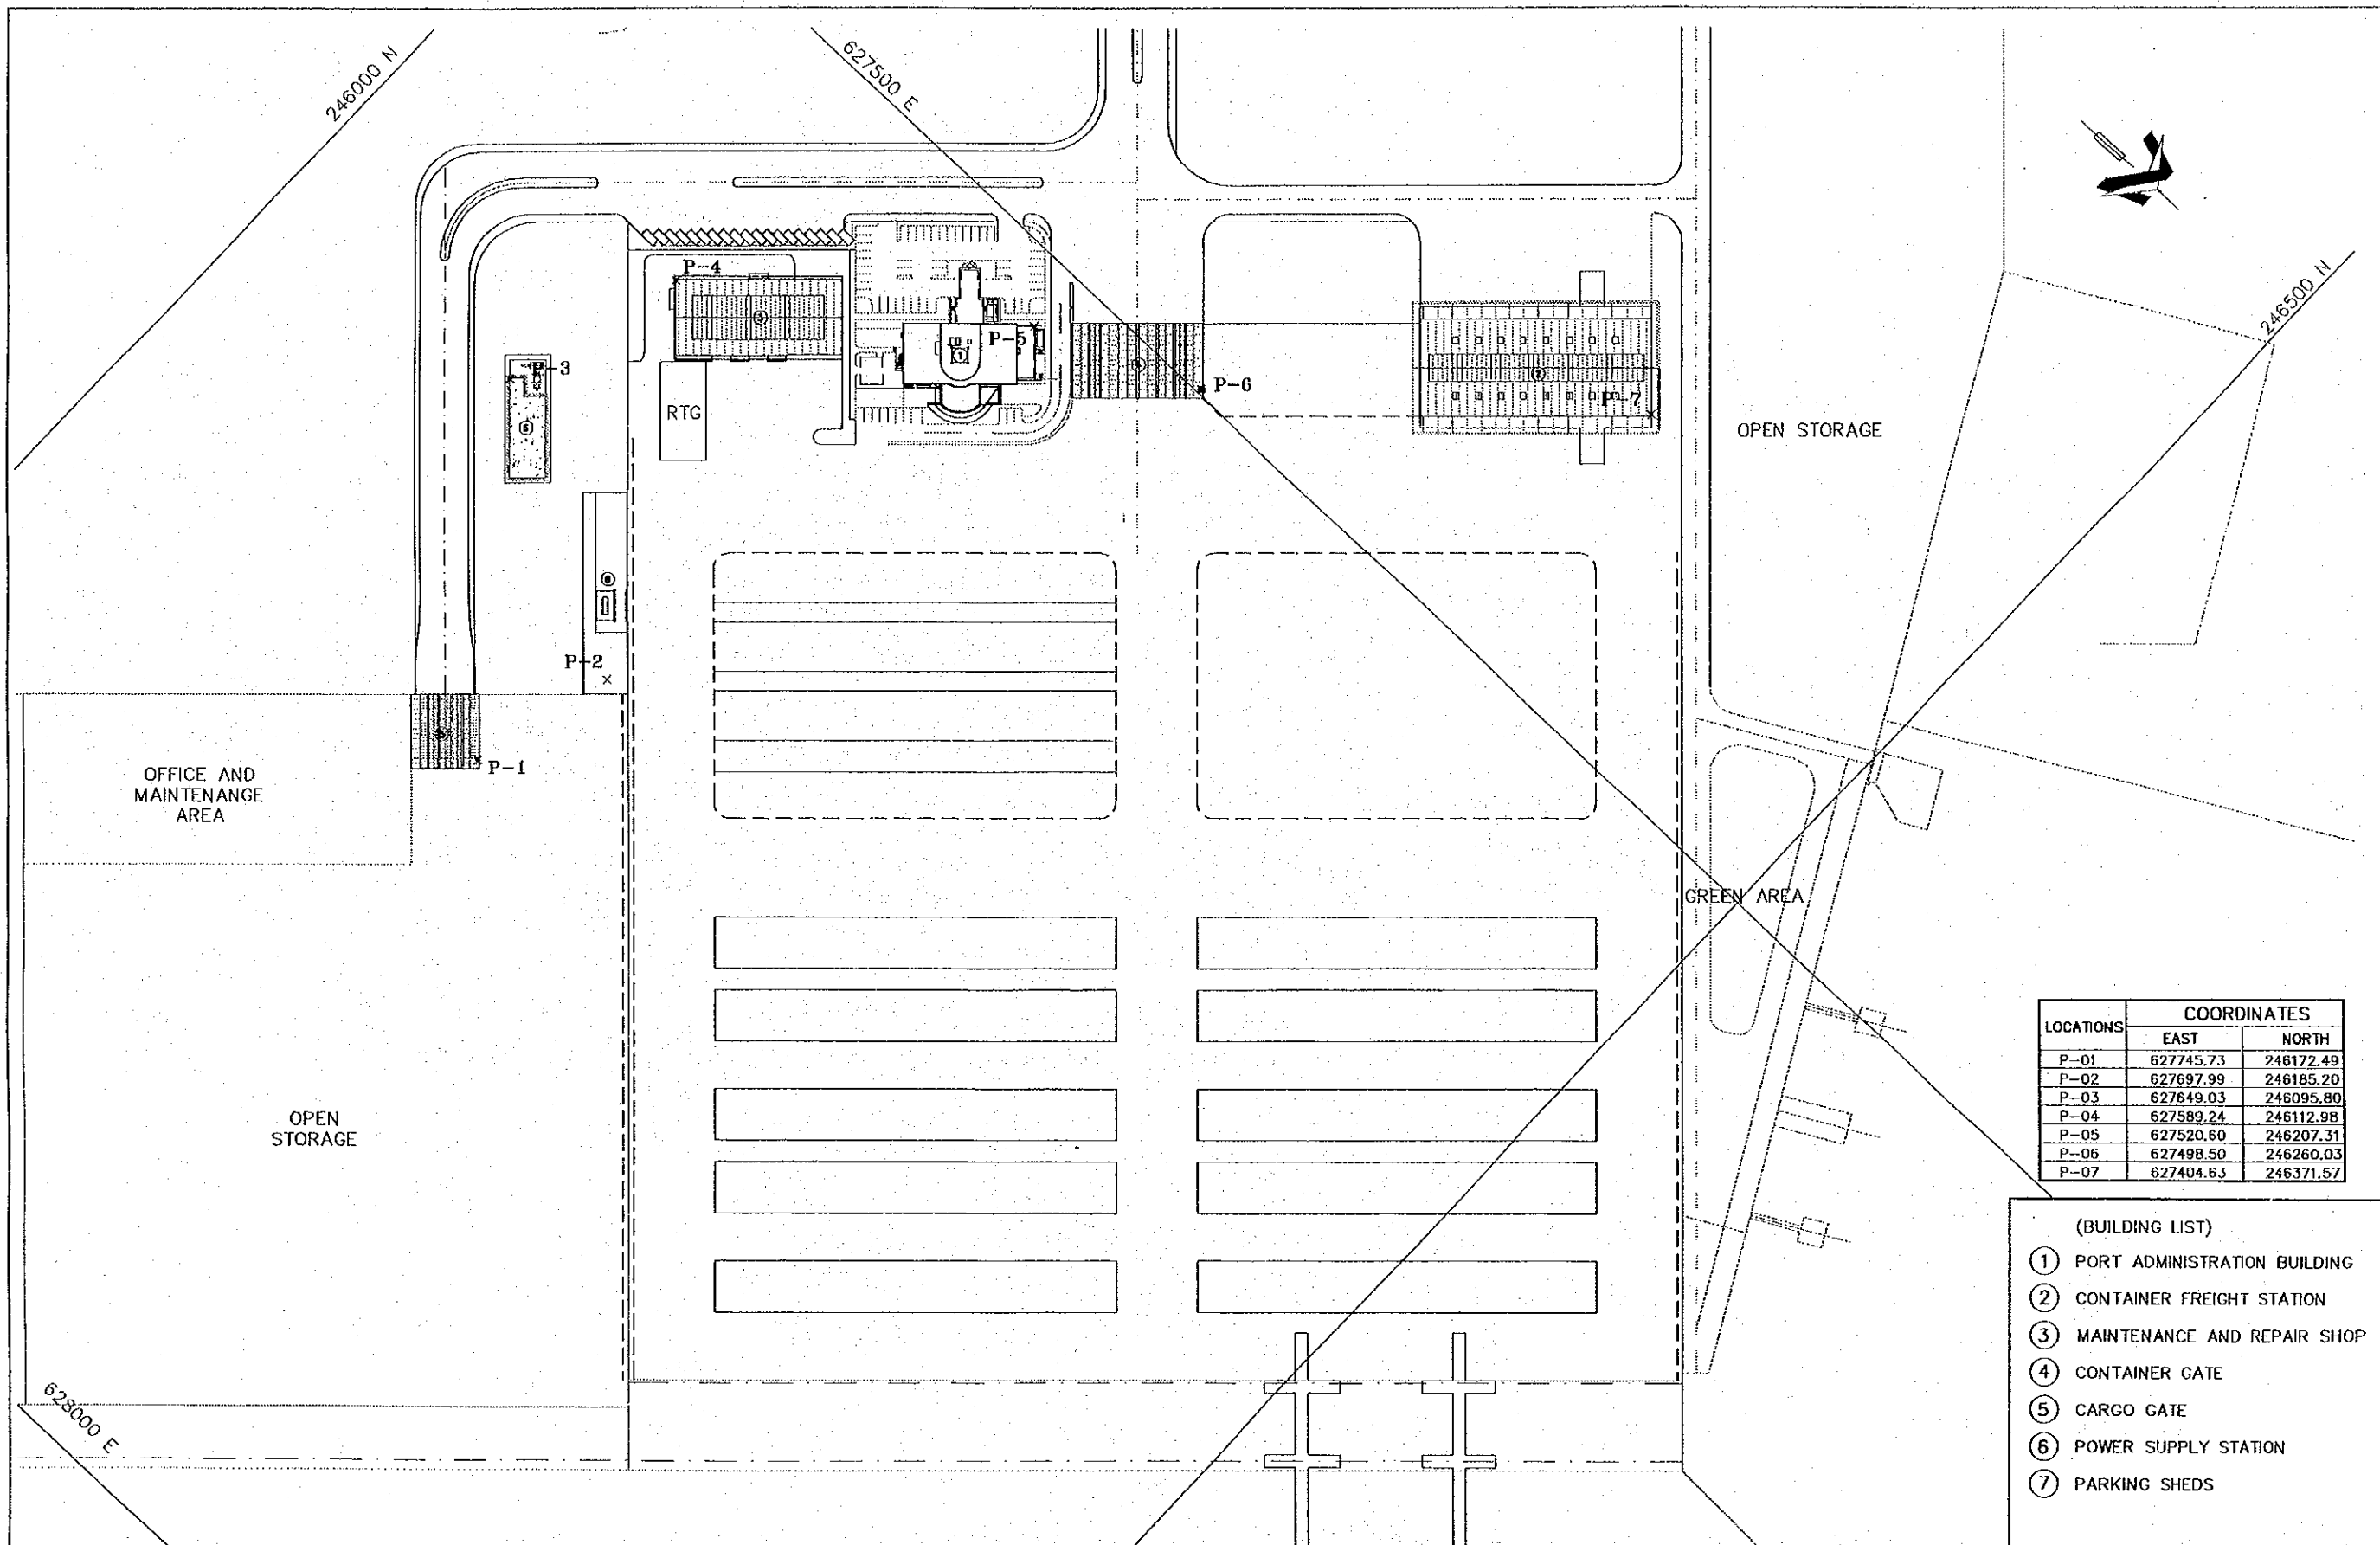 246000 N
627500 E
246500 N
P-4
P-3
P-5
P-6
P-7
RTG
OPEN STORAGE
P-2
P-1
OFFICE AND
MAINTENANCE
AREA
GREEN AREA
OPEN
STORAGE
628000 E
LOCATIONS COORDINATES
EAST NORTH
P-01 627745.73 246172.49
P-02 627697.99 246185.20
P-03 627649.03 246095.80
P-04 627589.24 246112.98
P-05 627520.60 246207.31
P-06 627498.50 246260.03
P-07 627404.63 246371.57
(BUILDING LIST)
1 PORT ADMINISTRATION BUILDING
2 CONTAINER FREIGHT STATION
3 MAINTENANCE AND REPAIR SHOP
4 CONTAINER GATE
5 CARGO GATE
6 POWER SUPPLY STATION
7 PARKING SHEDS